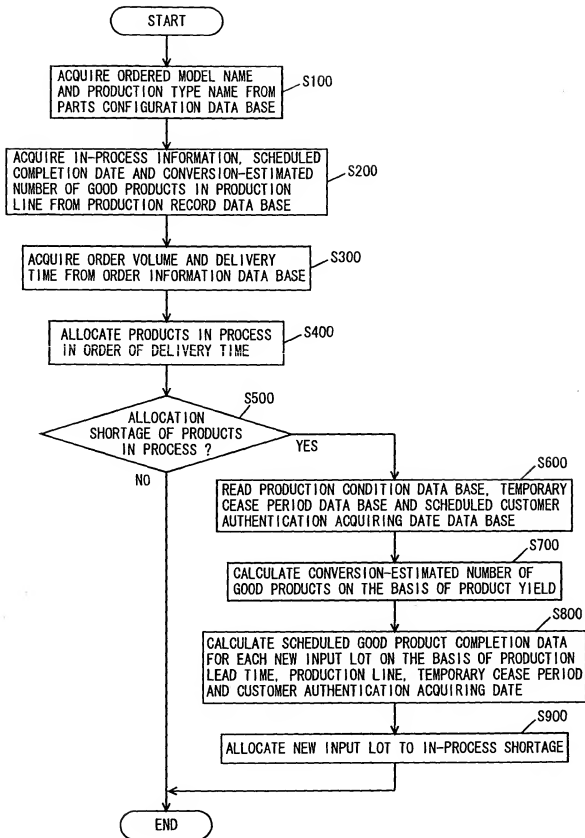 START
ACQUIRE ORDERED MODEL NAME
AND PRODUCTION TYPE NAME FROM
PARTS CONFIGURATION DATA BASE
S100
ACQUIRE IN-PROCESS INFORMATION, SCHEDULED
COMPLETION DATE AND CONVERSION-ESTIMATED
NUMBER OF GOOD PRODUCTS IN PRODUCTION
LINE FROM PRODUCTION RECORD DATA BASE
S200
ACQUIRE ORDER VOLUME AND DELIVERY
TIME FROM ORDER INFORMATION DATA BASE
S300
ALLOCATE PRODUCTS IN PROCESS
IN ORDER OF DELIVERY TIME
S400
S500
ALLOCATION
SHORTAGE OF PRODUCTS
IN PROCESS ?
YES
NO
S600
READ PRODUCTION CONDITION DATA BASE, TEMPORARY
CEASE PERIOD DATA BASE AND SCHEDULED CUSTOMER
AUTHENTICATION ACQUIRING DATE DATA BASE
S700
CALCULATE CONVERSION-ESTIMATED NUMBER OF
GOOD PRODUCTS ON THE BASIS OF PRODUCT YIELD
S800
CALCULATE SCHEDULED GOOD PRODUCT COMPLETION DATA
FOR EACH NEW INPUT LOT ON THE BASIS OF PRODUCTION
LEAD TIME, PRODUCTION LINE, TEMPORARY CEASE PERIOD
AND CUSTOMER AUTHENTICATION ACQUIRING DATE
S900
ALLOCATE NEW INPUT LOT TO IN-PROCESS SHORTAGE
END